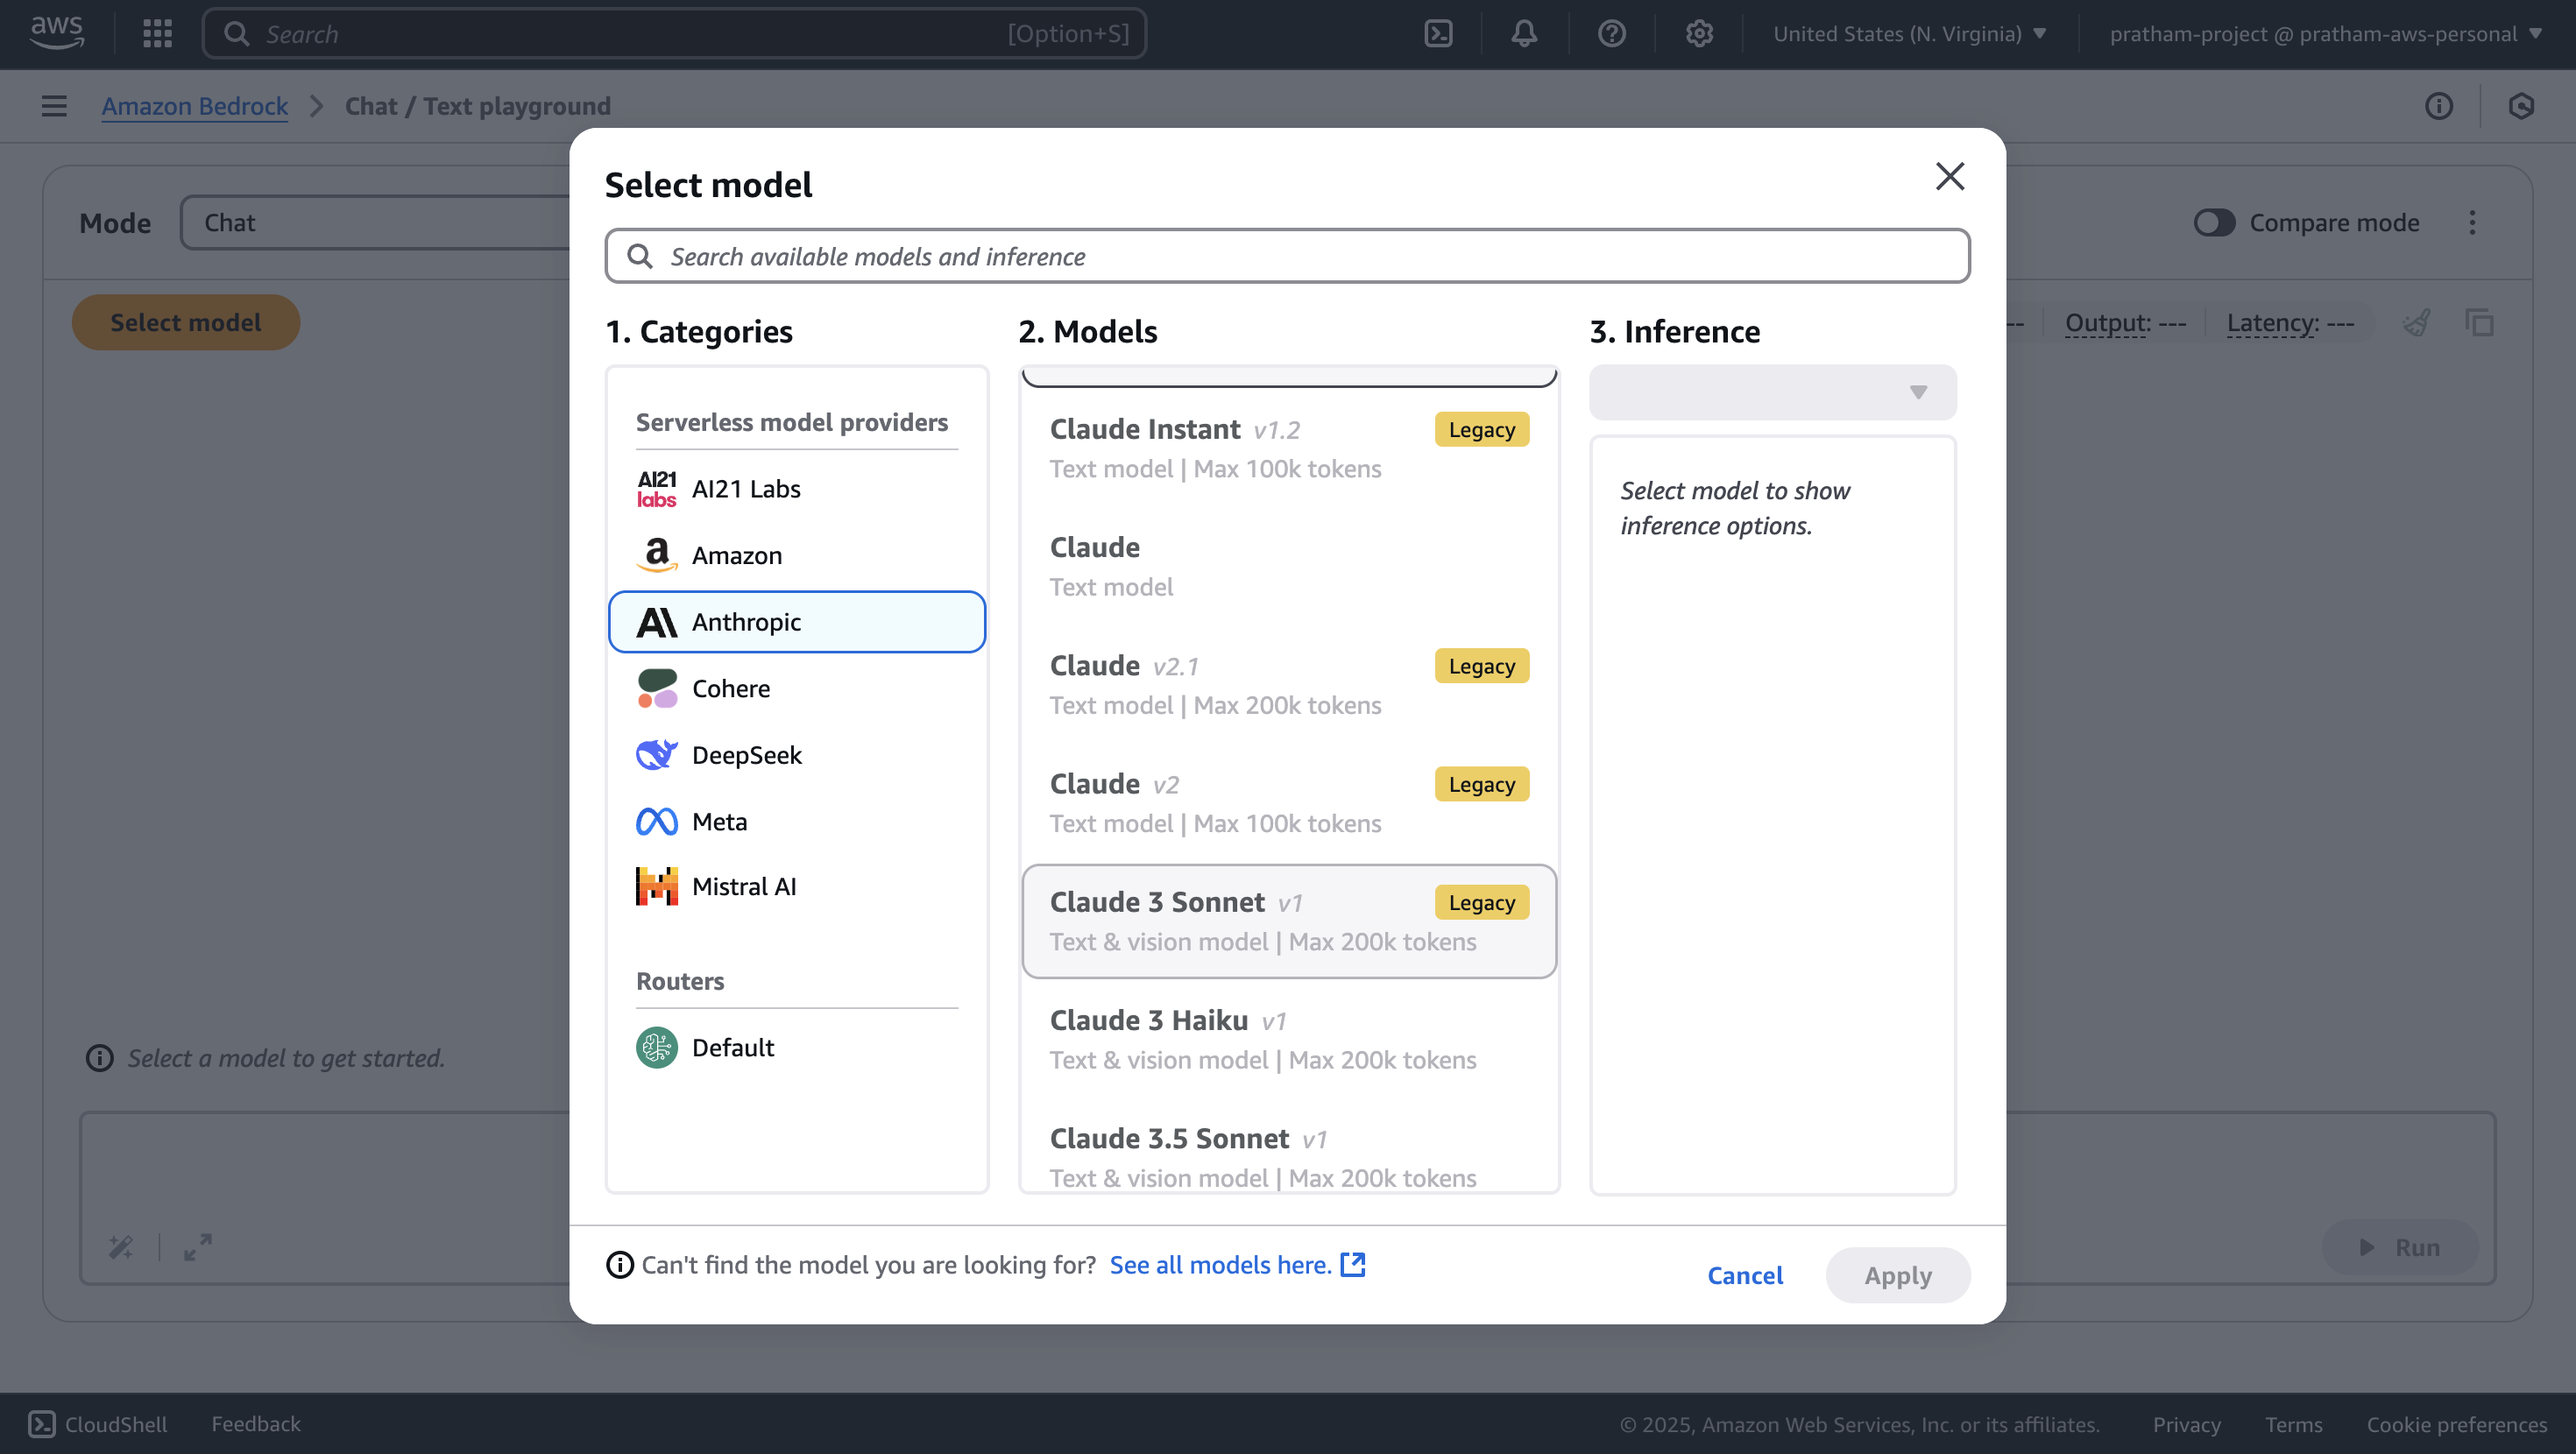 aws
Search
[Option+S]
United States (N. Virginia)
pratham-project @ pratham-aws-personal
Amazon Bedrock
Chat / Text playground
Mode
Chat
Compare mode
Select model
---
Output: ---
Latency: ---
Select a model to get started.
Run
Select model
Search available models and inference
1. Categories
Serverless model providers
AI21 labs
AI21 Labs
Amazon
Anthropic
Cohere
DeepSeek
Meta
Mistral AI
Routers
Default
2. Models
Claude Instant v1.2
Legacy
Text model | Max 100k tokens
Claude
Text model
Claude v2.1
Legacy
Text model | Max 200k tokens
Claude v2
Legacy
Text model | Max 100k tokens
Claude 3 Sonnet v1
Legacy
Text & vision model | Max 200k tokens
Claude 3 Haiku v1
Text & vision model | Max 200k tokens
Claude 3.5 Sonnet v1
Text & vision model | Max 200k tokens
3. Inference
Select model to show
inference options.
Can't find the model you are looking for? See all models here.
Cancel
Apply
CloudShell
Feedback
© 2025, Amazon Web Services, Inc. or its affiliates.
Privacy
Terms
Cookie preferences